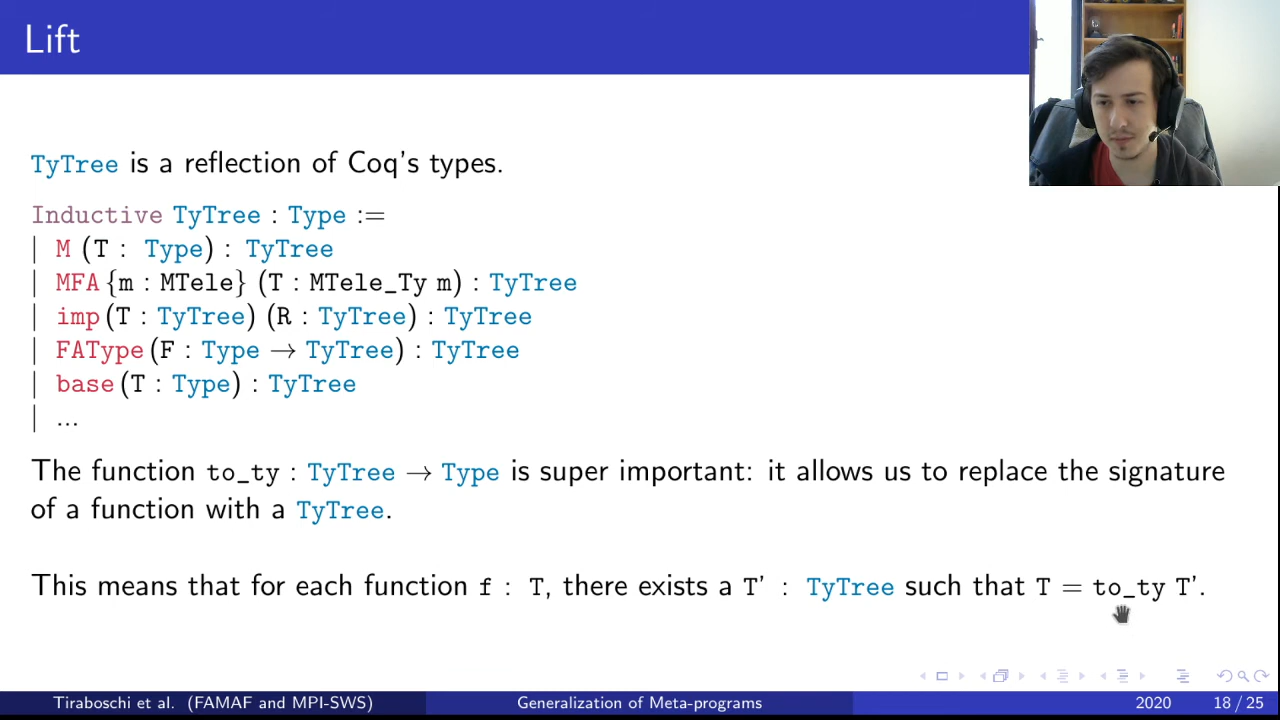 Lift
TyTree is a reflection of Coq's types.
Inductive TyTree : Type :=
| M (T : Type) : TyTree
| MFA {m : MTele} (T : MTele_Ty m) : TyTree
| imp (T : TyTree) (R : TyTree) : TyTree
| FAType (F : Type → TyTree) : TyTree
| base (T : Type) : TyTree
| ...
The function to_ty : TyTree → Type is super important: it allows us to replace the signature
of a function with a TyTree.
This means that for each function f : T, there exists a T' : TyTree such that T = to_ty T'.
Tiraboschi et al. (FAMAF and MPI-SWS) Generalization of Meta-programs 2020 18 / 25